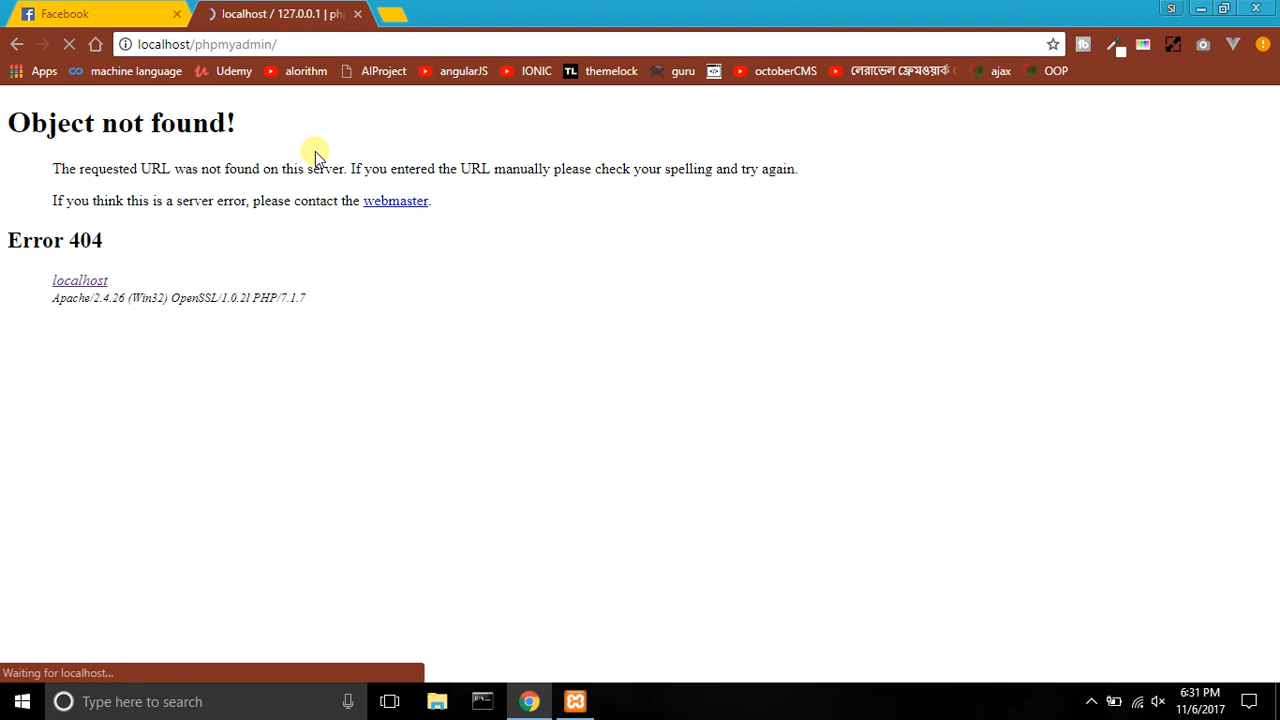 Facebook
localhost / 127.0.0.1 | ph
SI
localhost/phpmyadmin/
Apps machine language Udemy alorithm AIProject angularJS IONIC TL themelock guru octoberCMS লেরাভেল ফ্রেমওয়ার্ক ajax OOP
Object not found!
The requested URL was not found on this server. If you entered the URL manually please check your spelling and try again.
If you think this is a server error, please contact the webmaster.
Error 404
localhost
Apache/2.4.26 (Win32) OpenSSL/1.0.2l PHP/7.1.7
Waiting for localhost...
Type here to search
6:31 PM
11/6/2017